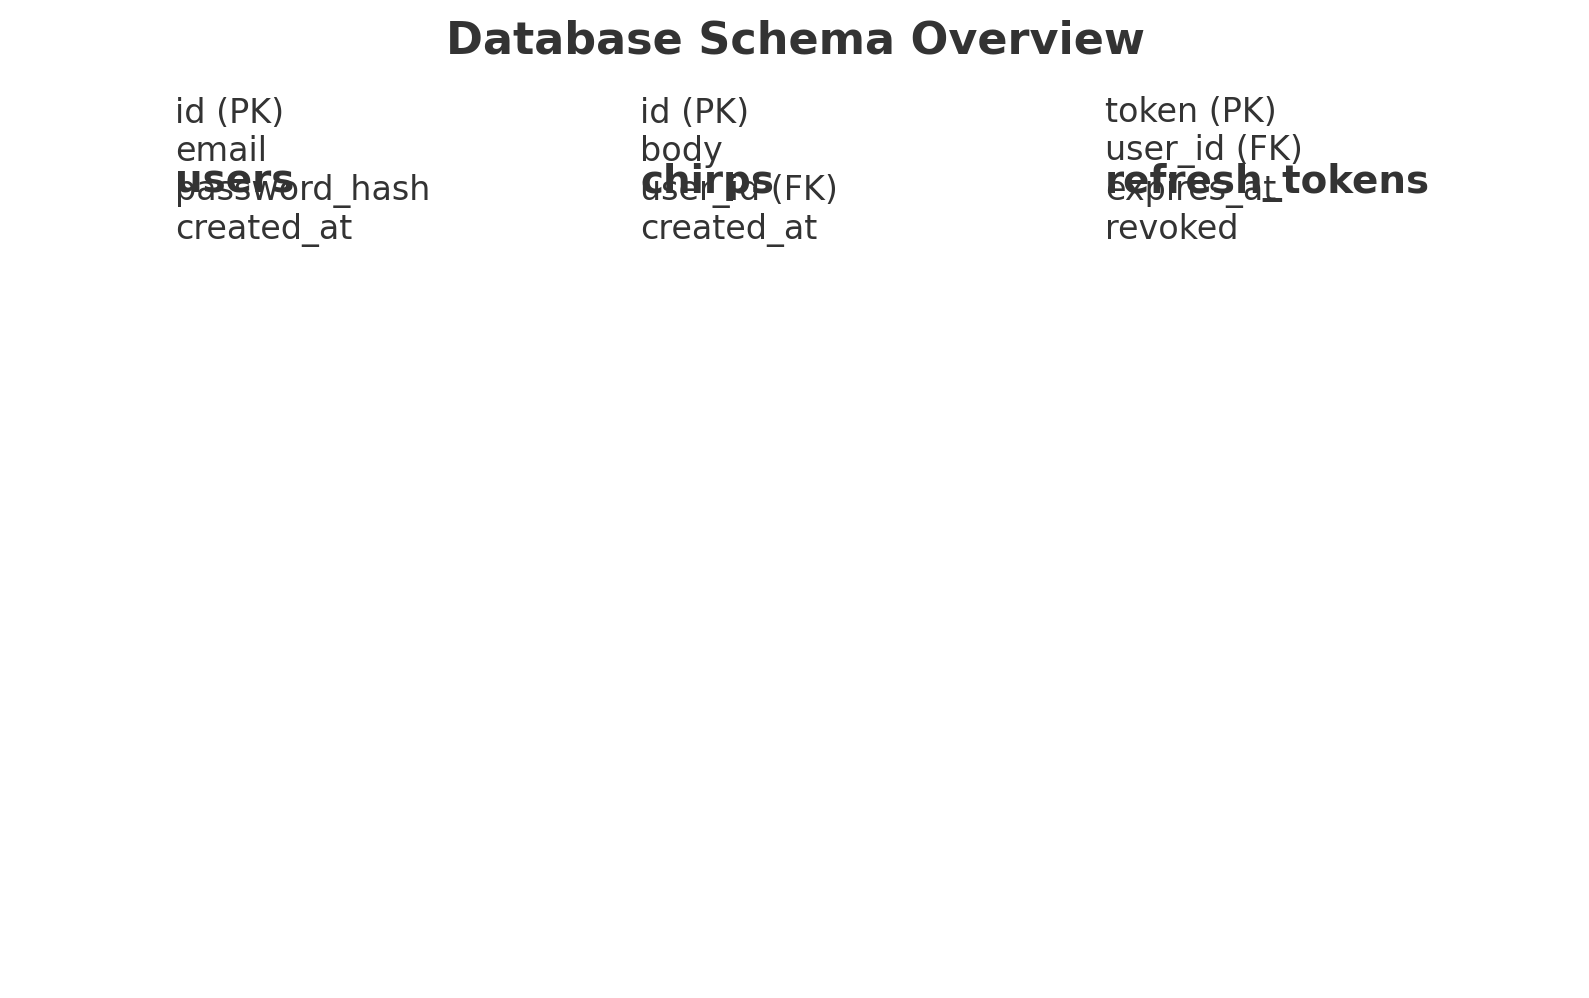 Database Schema Overview
id (PK)
email
users
password_hash
created_at
id (PK)
body
chirps
user_id (FK)
created_at
token (PK)
user_id (FK)
refresh_tokens
expires_at
revoked